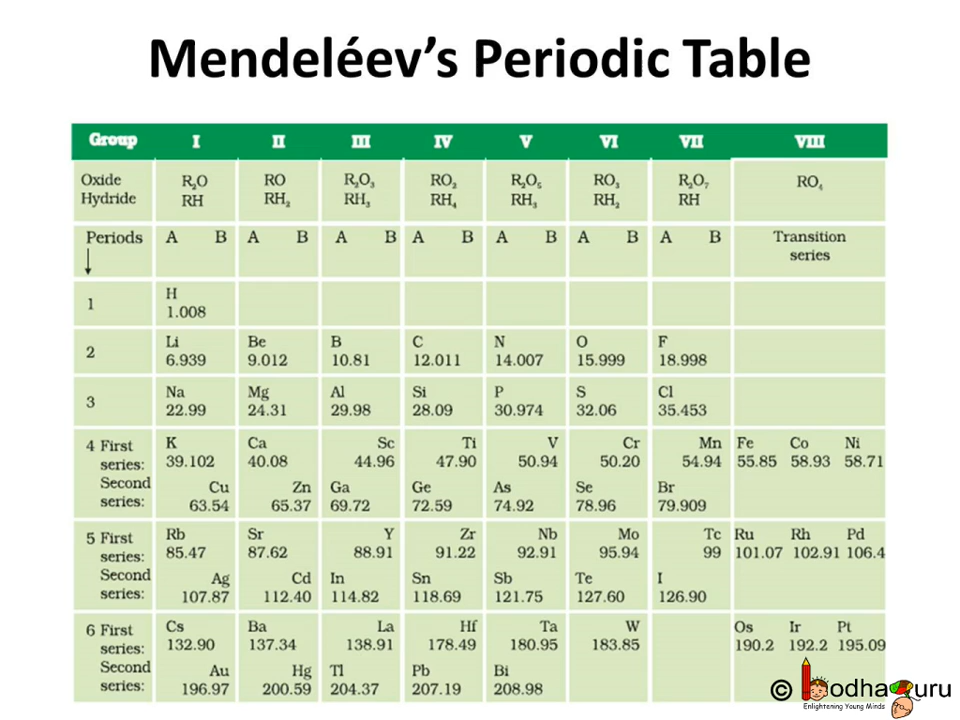 Mendeléev's Periodic Table
Group I II III IV V VI VII VIII
Oxide R₂O RO R₂O₃ RO₂ R₂O₅ RO₃ R₂O₇ RO₄
Hydride RH RH₂ RH₃ RH₄ RH₃ RH₂ RH
Periods A B A B A B A B A B A B A B Transition
series
↓
H
1 1.008
Li Be B C N O F
2 6.939 9.012 10.81 12.011 14.007 15.999 18.998
Na Mg Al Si P S Cl
3 22.99 24.31 29.98 28.09 30.974 32.06 35.453
4 First K Ca Sc Ti V Cr Mn Fe Co Ni
series: 39.102 40.08 44.96 47.90 50.94 50.20 54.94 55.85 58.93 58.71
Second Cu Zn Ga Ge As Se Br
series: 63.54 65.37 69.72 72.59 74.92 78.96 79.909
5 First Rb Sr Y Zr Nb Mo Tc Ru Rh Pd
series: 85.47 87.62 88.91 91.22 92.91 95.94 99 101.07 102.91 106.4
Second Ag Cd In Sn Sb Te I
series: 107.87 112.40 114.82 118.69 121.75 127.60 126.90
6 First Cs Ba La Hf Ta W Os Ir Pt
series: 132.90 137.34 138.91 178.49 180.95 183.85 190.2 192.2 195.09
Second Au Hg Tl Pb Bi
series: 196.97 200.59 204.37 207.19 208.98
© BodhaGuru
Enlightening Young Minds